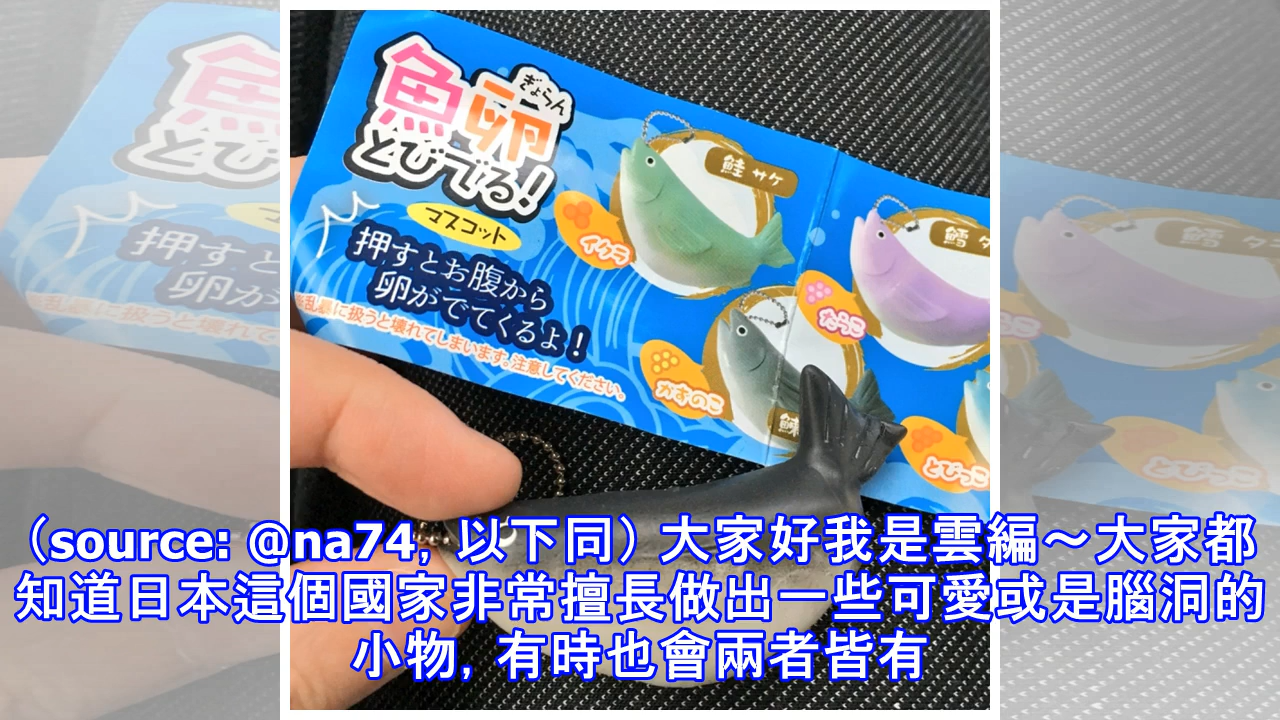 ぎょらん
魚卵
とびでる!
マスコット
押すとお腹から
卵がでてくるよ!
※乱暴に扱うと壊れてしまいます。注意してください。
鮭 サケ
イクラ
鱈
たらこ
かずのこ
とびっこ
(source: @na74, 以下同) 大家好我是雲編~大家都
知道日本這個國家非常擅長做出一些可愛或是腦洞的
小物, 有時也會兩者皆有